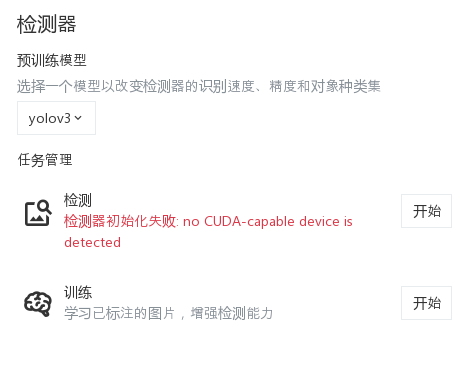 检测器
预训练模型
选择一个模型以改变检测器的识别速度、精度和对象种类集
yolov3
任务管理
检测
检测器初始化失败: no CUDA-capable device is
detected
开始
训练
学习已标注的图片，增强检测能力
开始